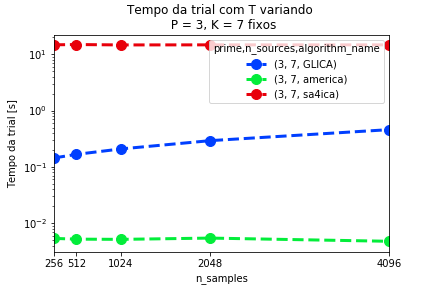 Tempo da trial com T variando
P = 3, K = 7 fixos
prime,n_sources,algorithm_name
(3, 7, GLICA)
(3, 7, america)
(3, 7, sa4ica)
Tempo da trial [s]
10^1
10^0
10^-1
10^-2
256 512 1024 2048 4096
n_samples